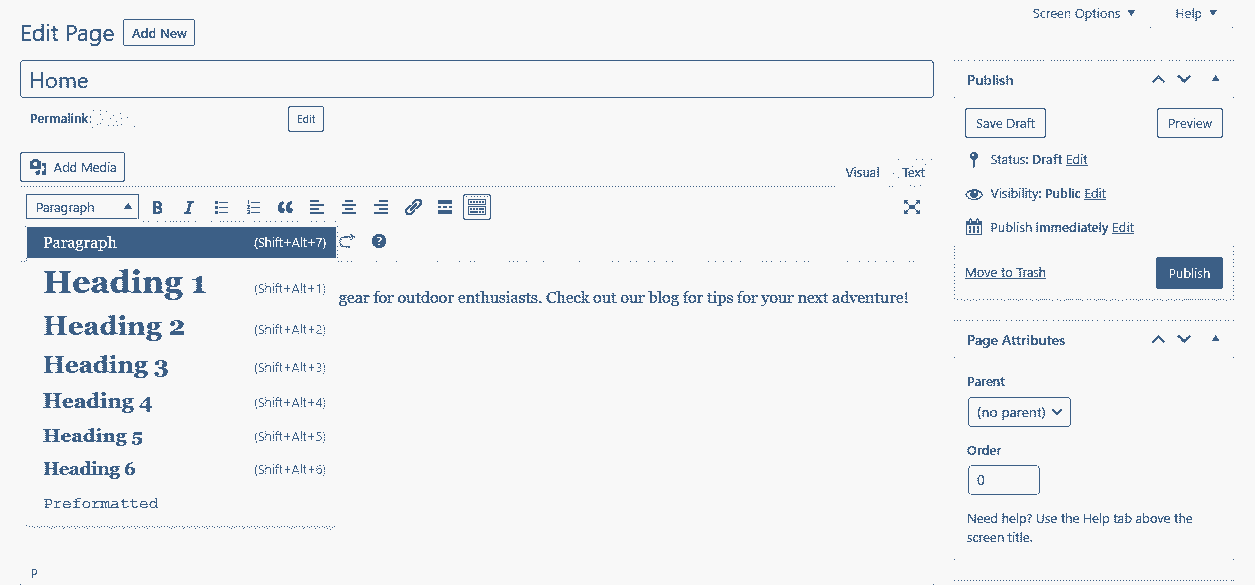 Screen Options Help
Edit Page Add New
Home
Permalink: Edit
Add Media
Visual Text
Paragraph
Paragraph (Shift+Alt+7)
Heading 1 (Shift+Alt+1)
gear for outdoor enthusiasts. Check out our blog for tips for your next adventure!
Heading 2 (Shift+Alt+2)
Heading 3 (Shift+Alt+3)
Heading 4 (Shift+Alt+4)
Heading 5 (Shift+Alt+5)
Heading 6 (Shift+Alt+6)
Preformatted
P
Publish
Save Draft Preview
Status: Draft Edit
Visibility: Public Edit
Publish immediately Edit
Move to Trash Publish
Page Attributes
Parent
(no parent)
Order
0
Need help? Use the Help tab above the
screen title.